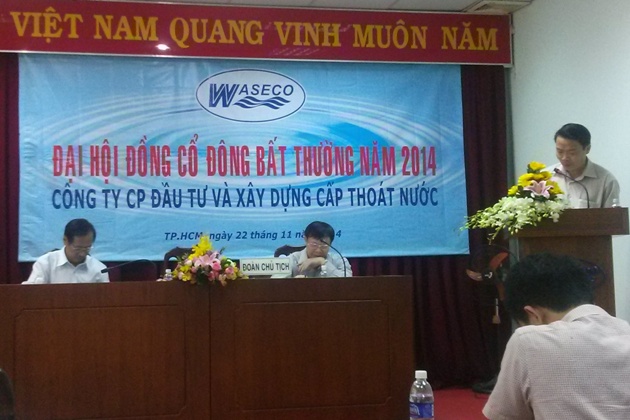 VIỆT NAM QUANG VINH MUÔN NĂM
WASECO
ĐẠI HỘI ĐỒNG CỔ ĐÔNG BẤT THƯỜNG NĂM 2014
CÔNG TY CP ĐẦU TƯ VÀ XÂY DỰNG CẤP THOÁT NƯỚC
TP.HCM, ngày 22 tháng 11 năm 4
ĐOÀN CHỦ TỊCH